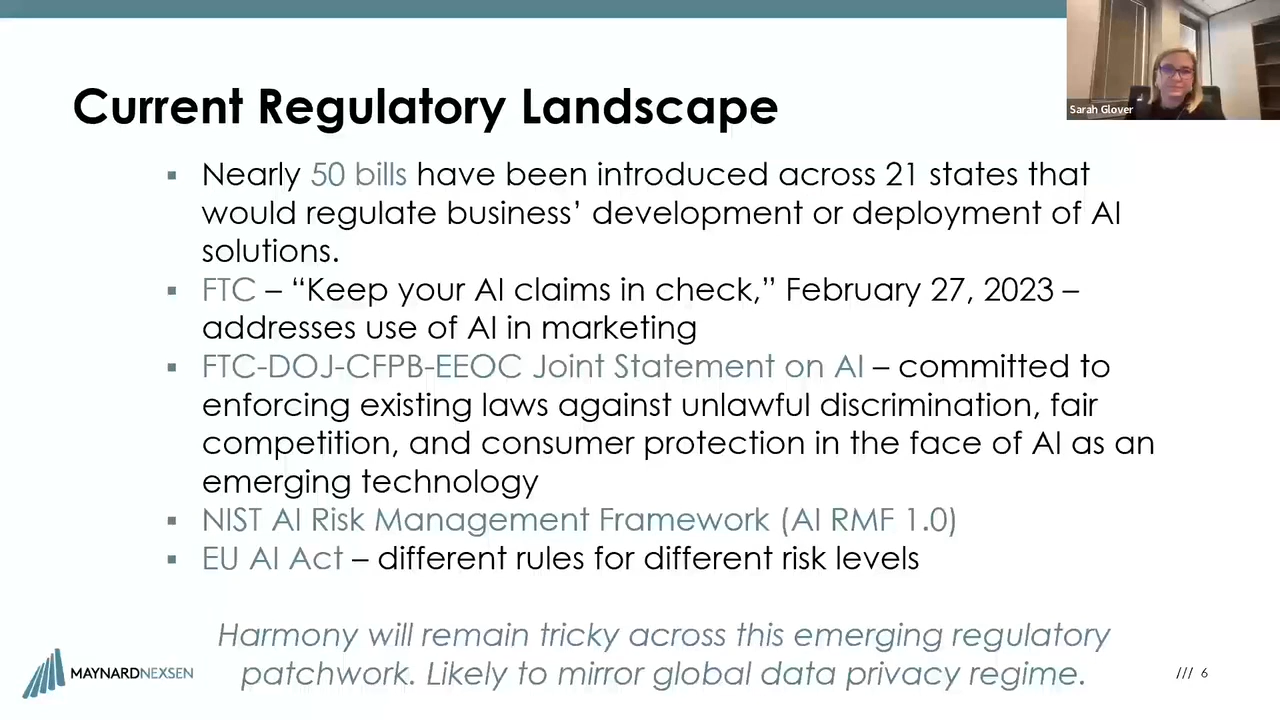 Sarah Glover
Current Regulatory Landscape
▪ Nearly 50 bills have been introduced across 21 states that
would regulate business’ development or deployment of AI
solutions.
▪ FTC – “Keep your AI claims in check,” February 27, 2023 –
addresses use of AI in marketing
▪ FTC-DOJ-CFPB-EEOC Joint Statement on AI – committed to
enforcing existing laws against unlawful discrimination, fair
competition, and consumer protection in the face of AI as an
emerging technology
▪ NIST AI Risk Management Framework (AI RMF 1.0)
▪ EU AI Act – different rules for different risk levels
Harmony will remain tricky across this emerging regulatory
patchwork. Likely to mirror global data privacy regime.
MAYNARDNEXSEN
/// 6